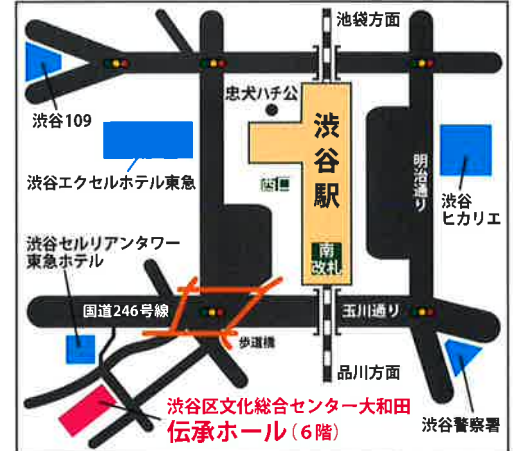 池袋方面
忠犬ハチ公
渋谷109
渋谷駅
渋谷エクセルホテル東急
西口
明治通り
渋谷
ヒカリエ
渋谷セルリアンタワー
東急ホテル
南
改札
国道246号線
玉川通り
歩道橋
品川方面
渋谷警察署
渋谷区文化総合センター大和田
伝承ホール(6階)